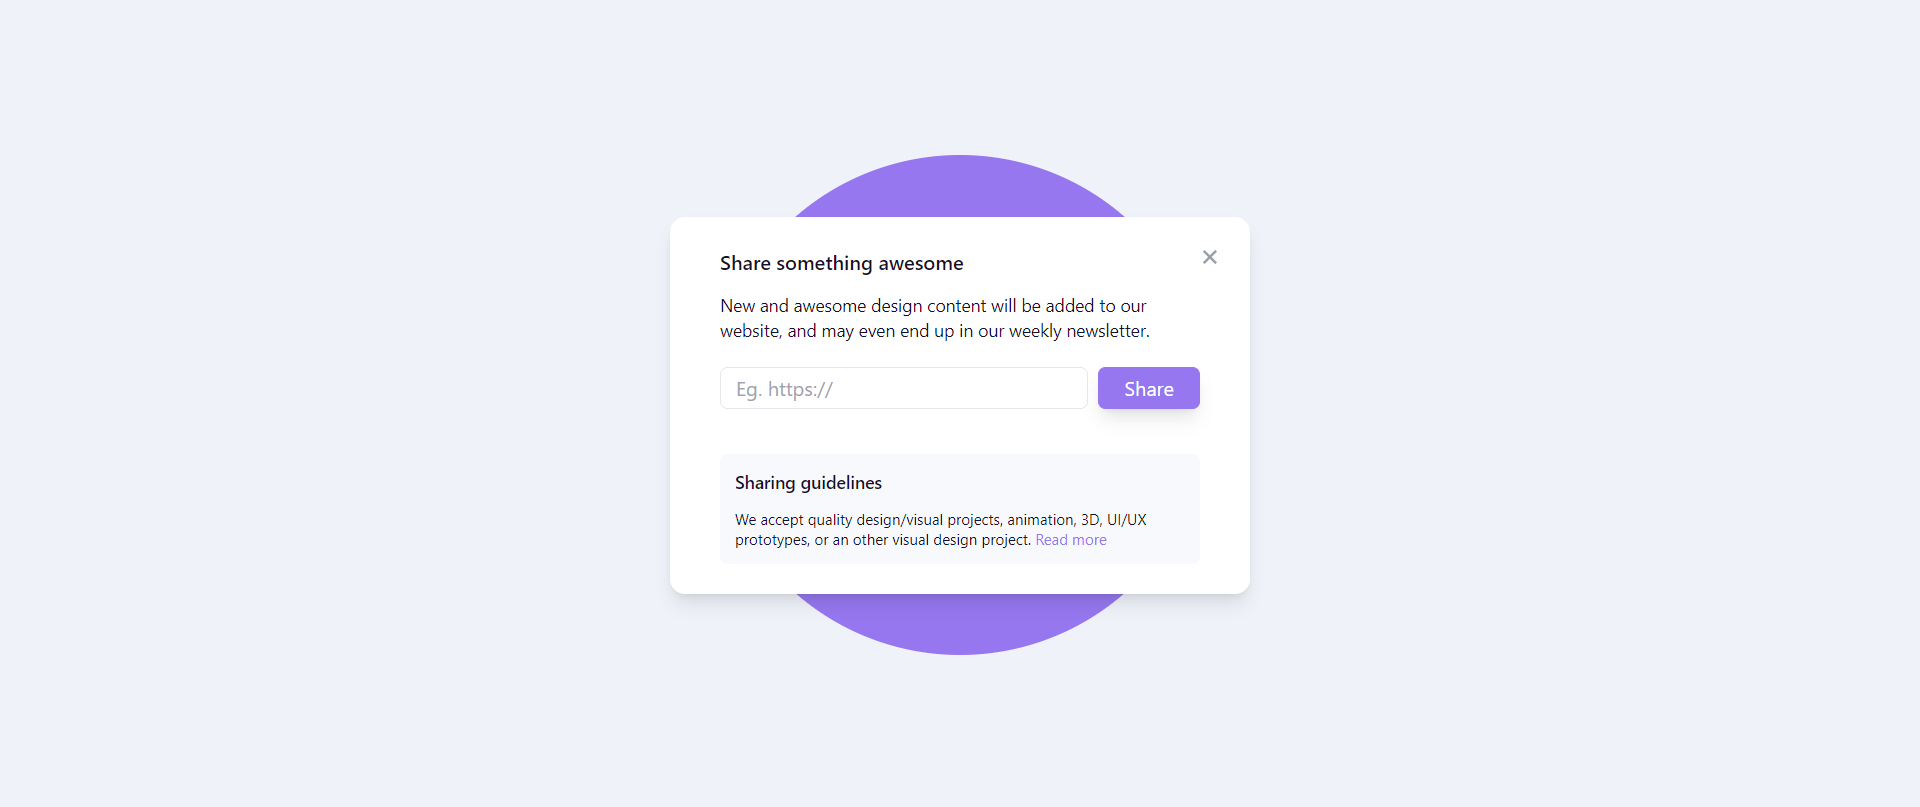 Share something awesome
New and awesome design content will be added to our
website, and may even end up in our weekly newsletter.
Eg. https://
Share
Sharing guidelines
We accept quality design/visual projects, animation, 3D, UI/UX
prototypes, or an other visual design project. Read more